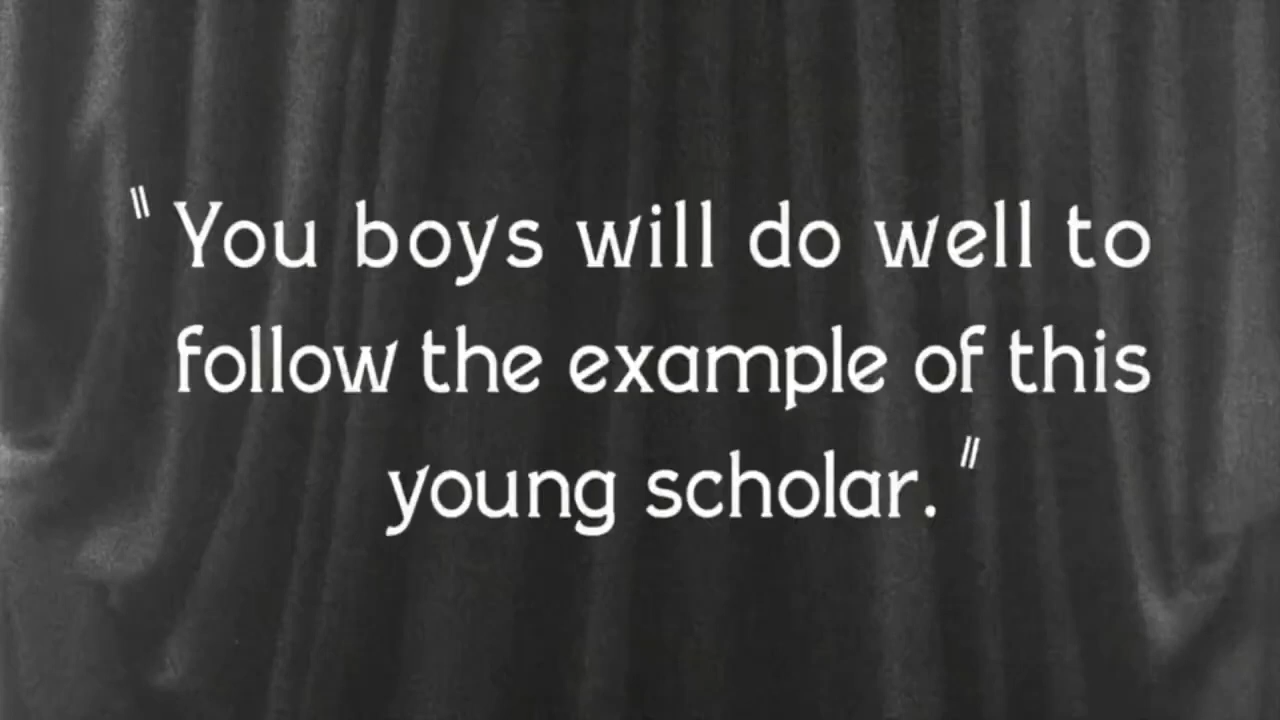 "You boys will do well to
follow the example of this
young scholar."